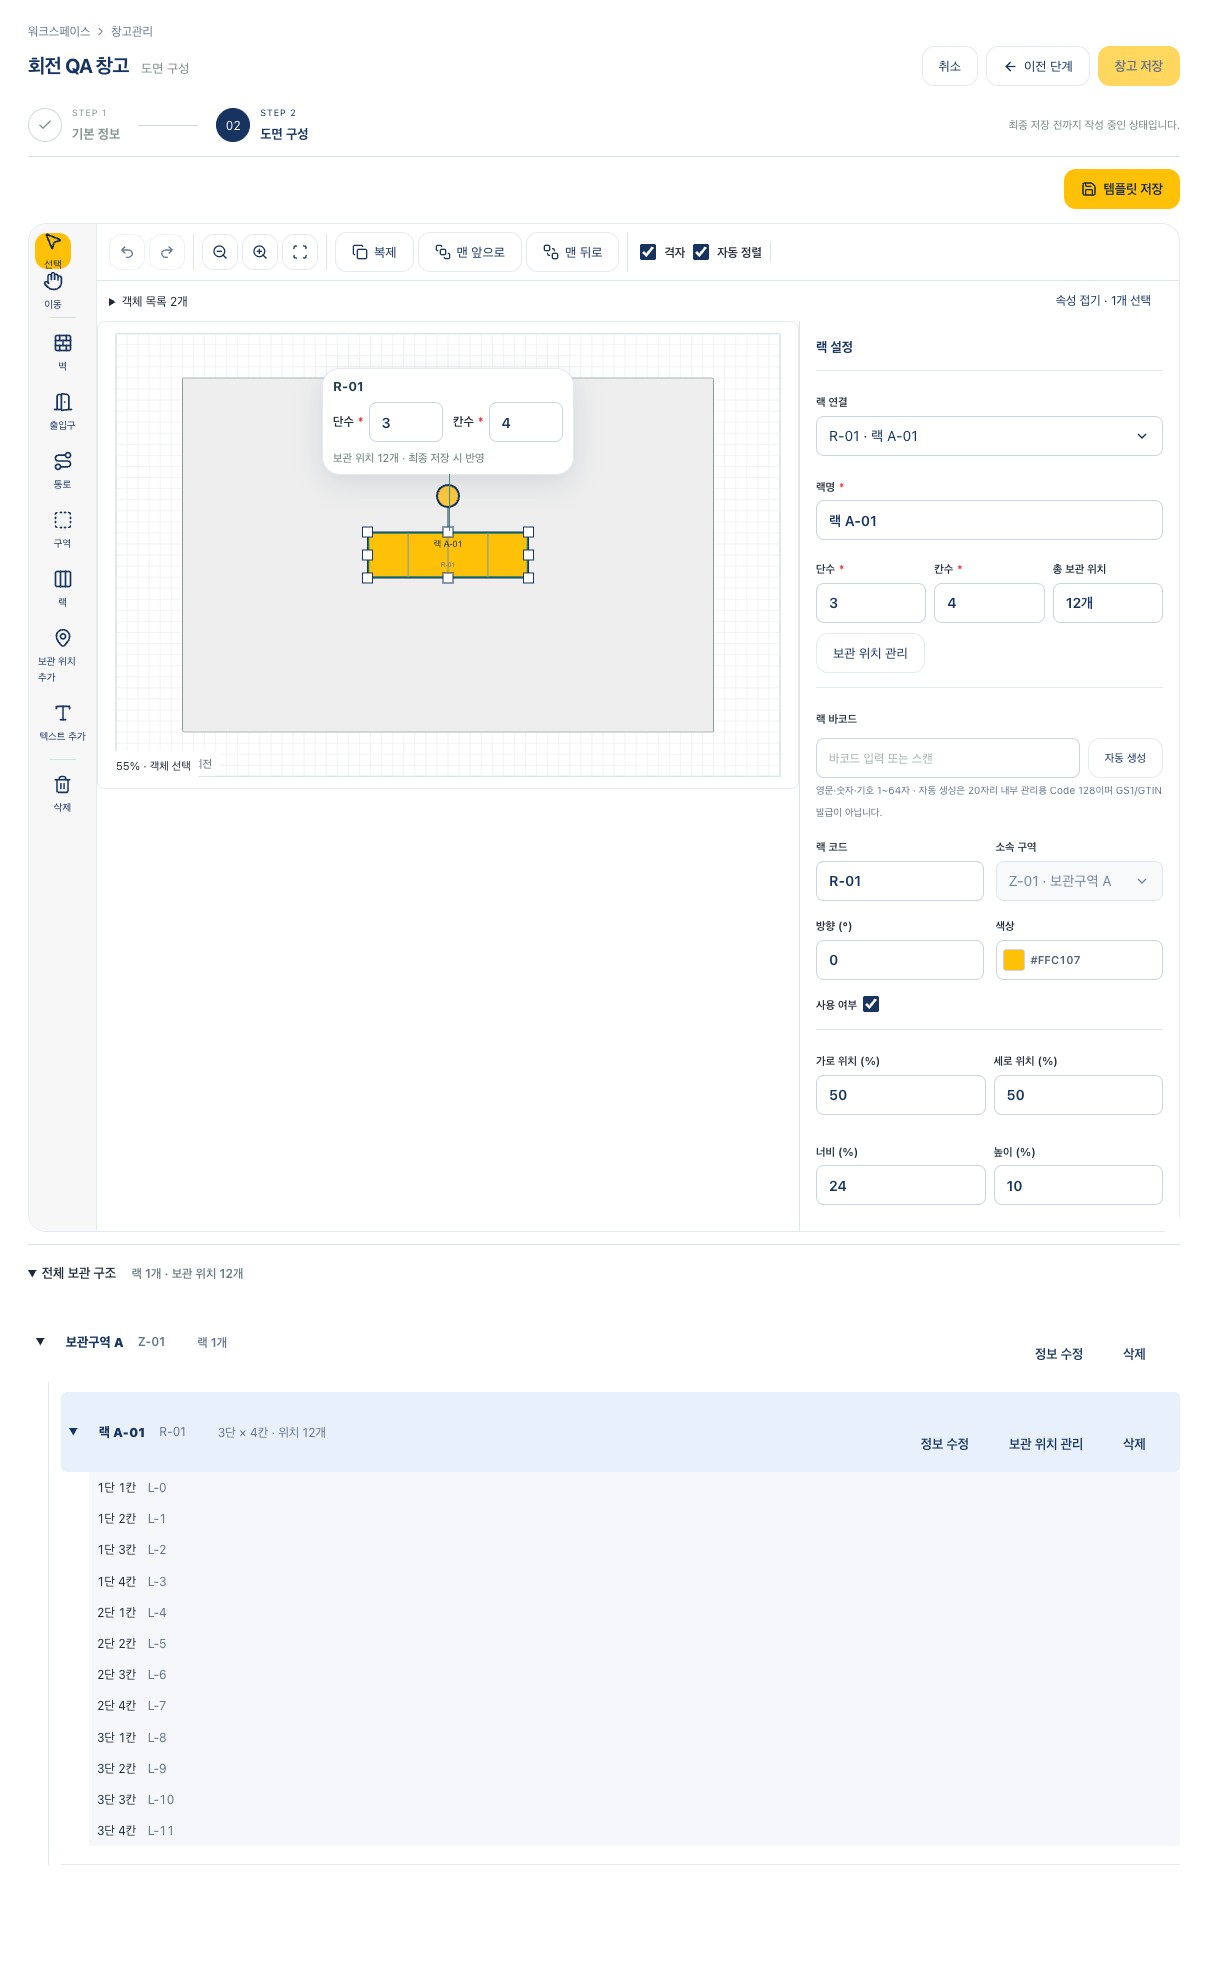 워크스페이스 > 창고관리
회전 QA 창고 도면 구성
취소 이전 단계 창고 저장
STEP 1
기본 정보
02
STEP 2
도면 구성
최종 저장 전까지 작성 중인 상태입니다.
템플릿 저장
선택
이동
벽
출입구
통로
구역
랙
보관 위치
추가
텍스트 추가
삭제
복제 맨 앞으로 맨 뒤로 격자 자동 정렬
객체 목록 2개
속성 접기 · 1개 선택
R-01
단수 * 3 칸수 * 4
보관 위치 12개 · 최종 저장 시 반영
랙 A-01
R-01
55% · 객체 선택
랙 설정
랙 연결
R-01 · 랙 A-01
랙명 *
랙 A-01
단수 * 칸수 * 총 보관 위치
3 4 12개
보관 위치 관리
랙 바코드
바코드 입력 또는 스캔 자동 생성
영문·숫자·기호 1~64자 · 자동 생성은 20자리 내부 관리용 Code 128이며 GS1/GTIN
발급이 아닙니다.
랙 코드 소속 구역
R-01 Z-01 · 보관구역 A
방향 (°) 색상
0 #FFC107
사용 여부
가로 위치 (%) 세로 위치 (%)
50 50
너비 (%) 높이 (%)
24 10
전체 보관 구조 랙 1개 · 보관 위치 12개
보관구역 A Z-01 랙 1개
정보 수정 삭제
랙 A-01 R-01 3단 × 4칸 · 위치 12개
정보 수정 보관 위치 관리 삭제
1단 1칸 L-0
1단 2칸 L-1
1단 3칸 L-2
1단 4칸 L-3
2단 1칸 L-4
2단 2칸 L-5
2단 3칸 L-6
2단 4칸 L-7
3단 1칸 L-8
3단 2칸 L-9
3단 3칸 L-10
3단 4칸 L-11